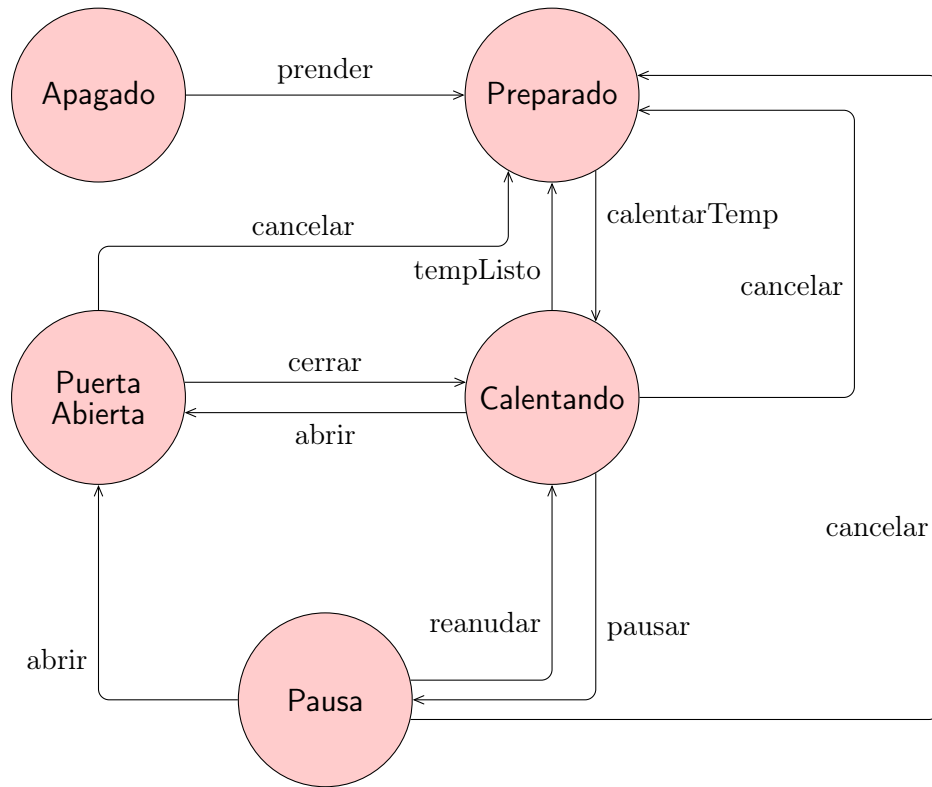 prender
Apagado
Preparado
calentarTemp
cancelar
tempListo
cancelar
cerrar
Puerta
Abierta
Calentando
abrir
cancelar
reanudar
pausar
abrir
Pausa